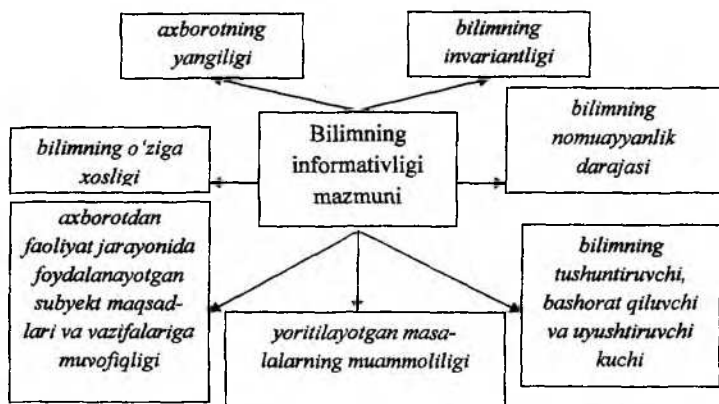 axborotning
yangiligi
bilimning
invariantligi
Bilimning
informativligi
mazmuni
bilimning
nomuayyanlik
darajasi
bilimning o‘ziga
xosligi
axborotdan
faoliyat jarayonida
foydalanayotgan
subyekt maqsad-
lari va vazifalariga
muvofiqligi
yoritilayotgan masa-
lalarning muammoliligi
bilimning
tushuntiruvchi,
bashorat qiluvchi
va uyushtiruvchi
kuchi